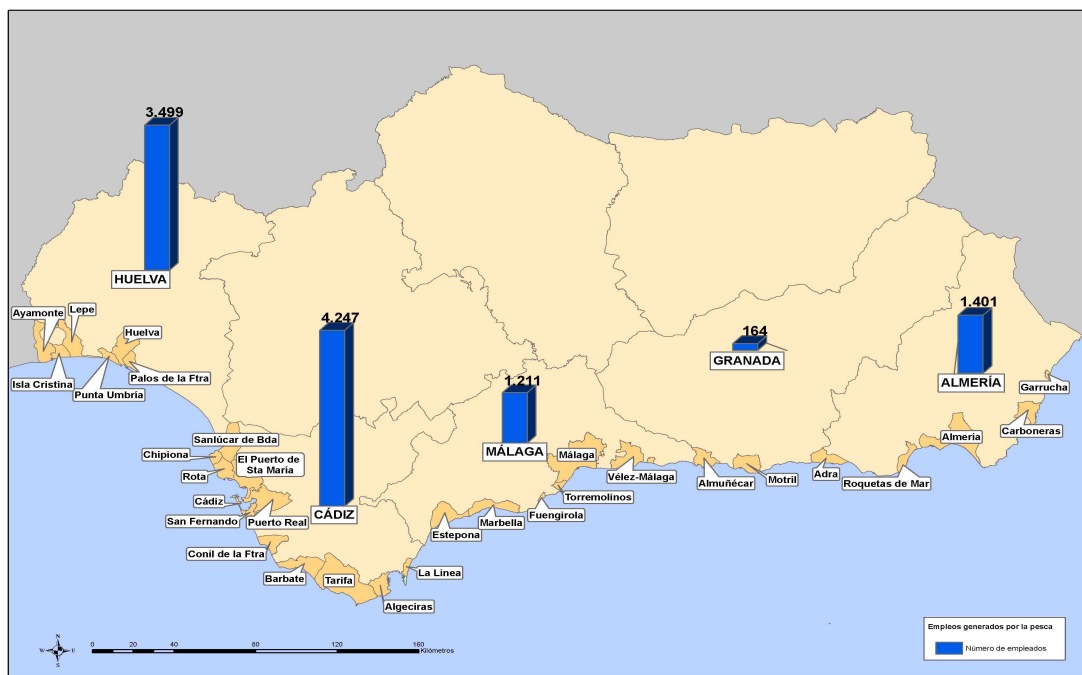 3.499
HUELVA
Ayamonte
Lepe
Huelva
Isla Cristina
Punta Umbría
Palos de la Ftra
4.247
CÁDIZ
Sanlúcar de Bda
Chipiona
El Puerto de
Sta María
Rota
Cádiz
San Fernando
Puerto Real
Conil de la Ftra
Barbate
Tarifa
Algeciras
La Linea
1.211
MÁLAGA
Málaga
Vélez-Málaga
Torremolinos
Fuengirola
Marbella
Estepona
164
GRANADA
Almuñécar
Motril
1.401
ALMERÍA
Garrucha
Carboneras
Almería
Roquetas de Mar
Adra
N
W
E
S
0 20 40 80 120 160
Kilómetros
Empleos generados por la pesca
Número de empleados